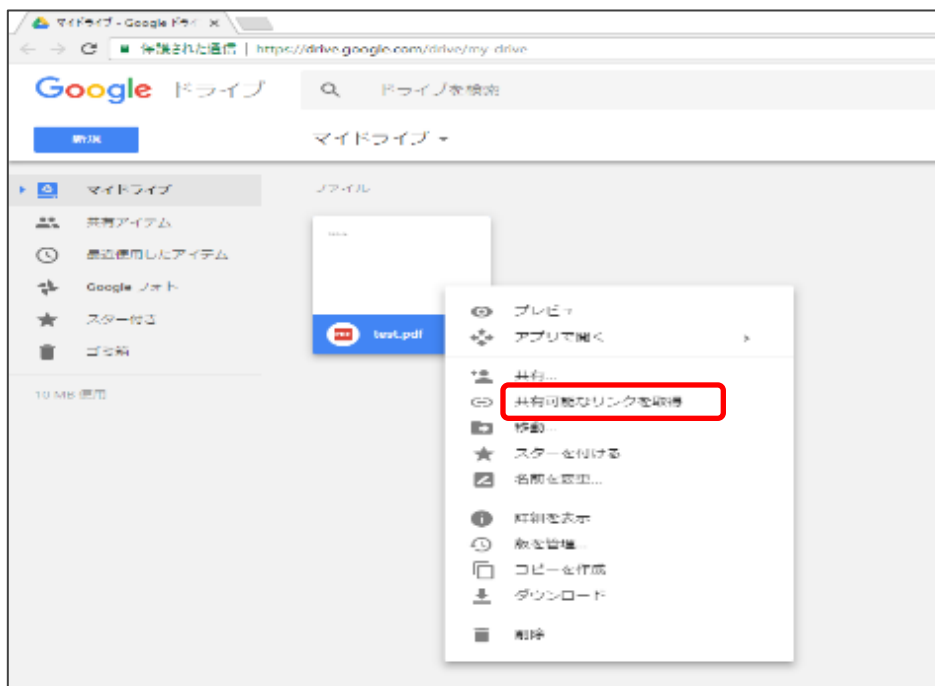 マイドライブ - Google ドライ ×
保護された通信 | https://drive.google.com/drive/my-drive
Google ドライブ
ドライブを検索
新規
マイドライブ
マイドライブ
ファイル
共有アイテム
最近使用したアイテム
Google フォト
スター付き
ゴミ箱
10 MB 使用
test.pdf
プレビュー
アプリで開く
共有...
共有可能なリンクを取得
移動...
スターを付ける
名前を変更...
詳細を表示
版を管理...
コピーを作成
ダウンロード
削除